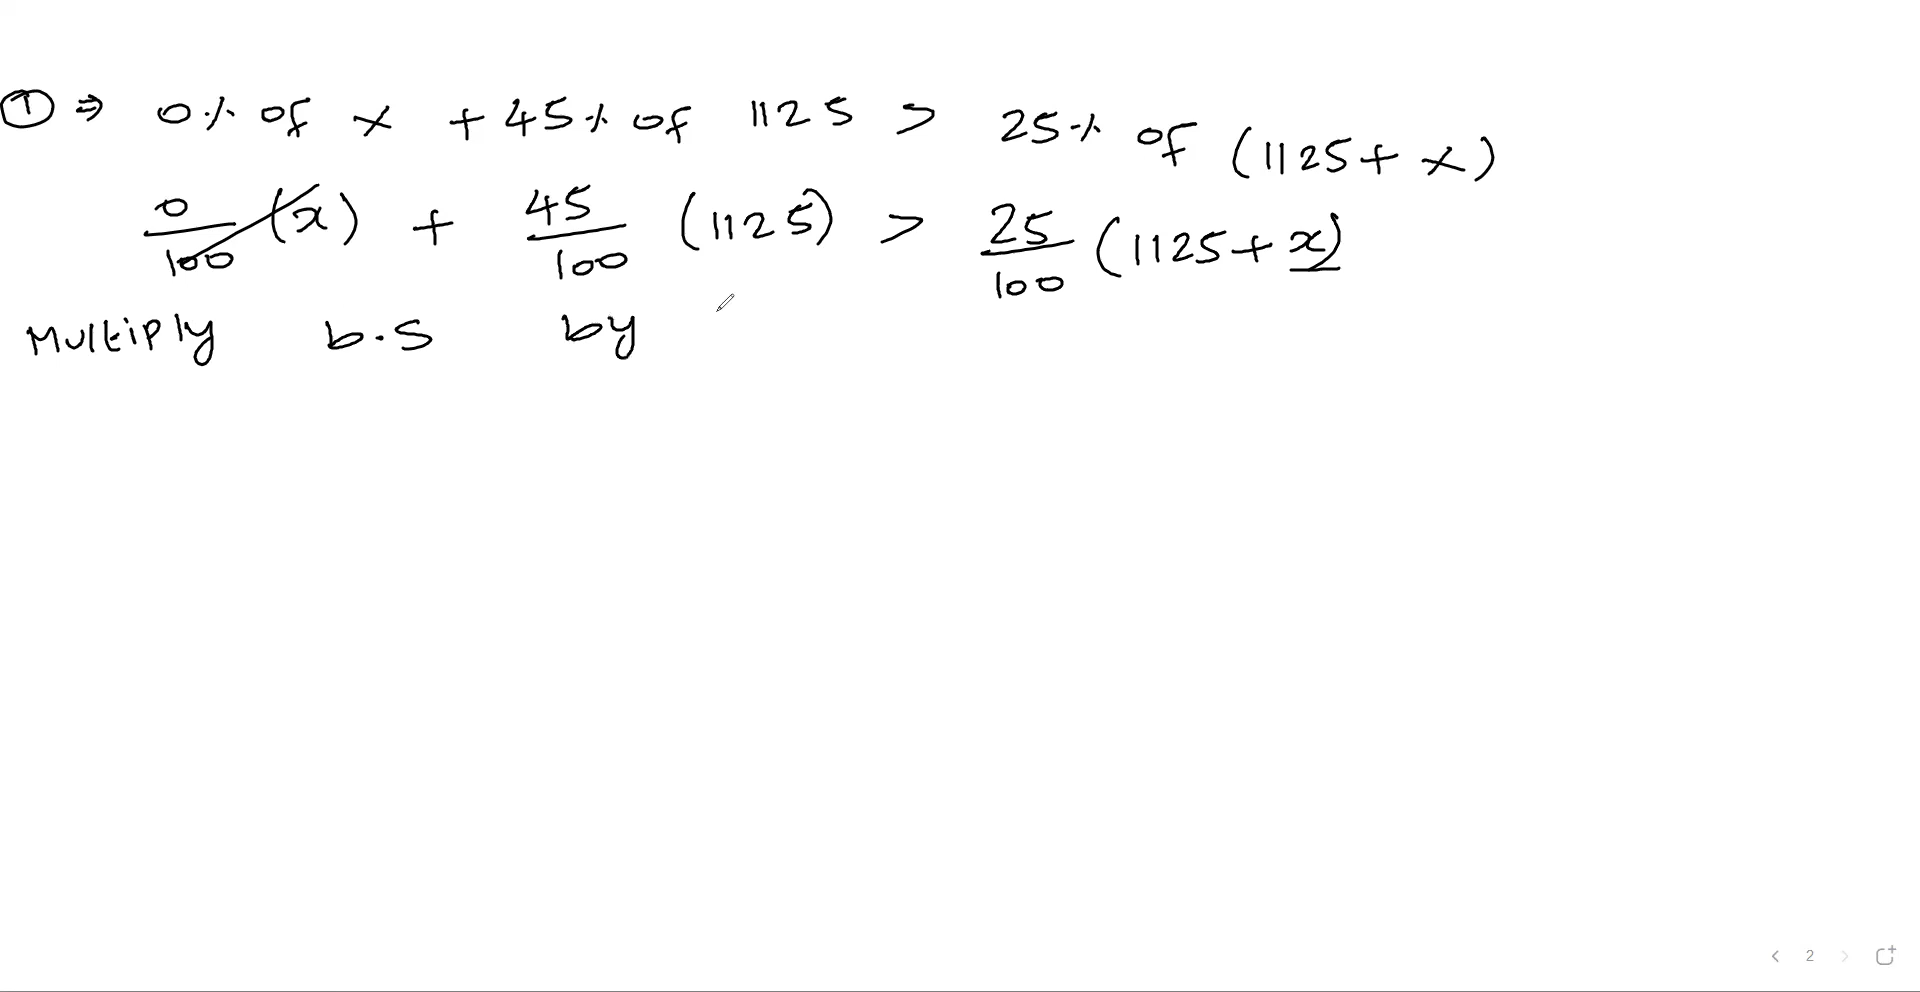 ① ⇒ 0% of x + 45% of 1125 > 25% of (1125 + x)
0/100 (x) + 45/100 (1125) > 25/100 (1125 + x)
Multiply b.s by
2